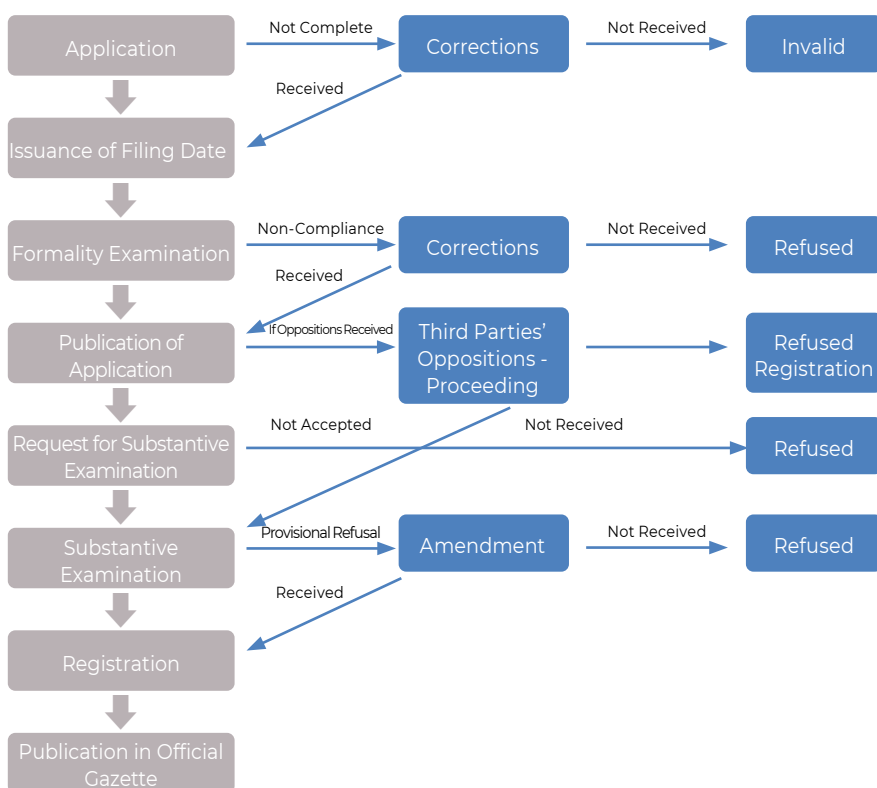 Application
Not Complete
Corrections
Not Received
Invalid
Received
Issuance of Filing Date
Formality Examination
Non-Compliance
Corrections
Not Received
Refused
Received
Publication of
Application
If Oppositions Received
Third Parties’
Oppositions -
Proceeding
Refused
Registration
Request for Substantive
Examination
Not Accepted
Not Received
Refused
Substantive
Examination
Provisional Refusal
Amendment
Not Received
Refused
Received
Registration
Publication in Official
Gazette